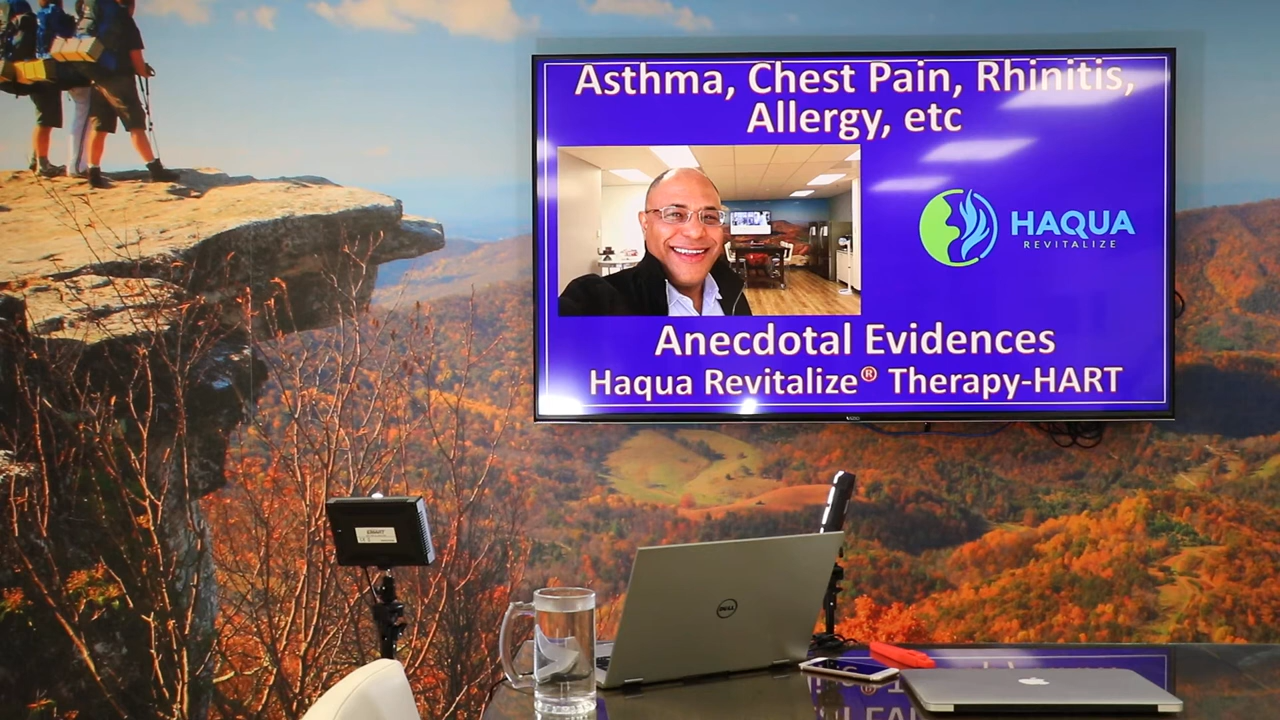 Asthma, Chest Pain, Rhinitis,
Allergy, etc
HAQUA
REVITALIZE
Anecdotal Evidences
Haqua Revitalize® Therapy-HART
DELL